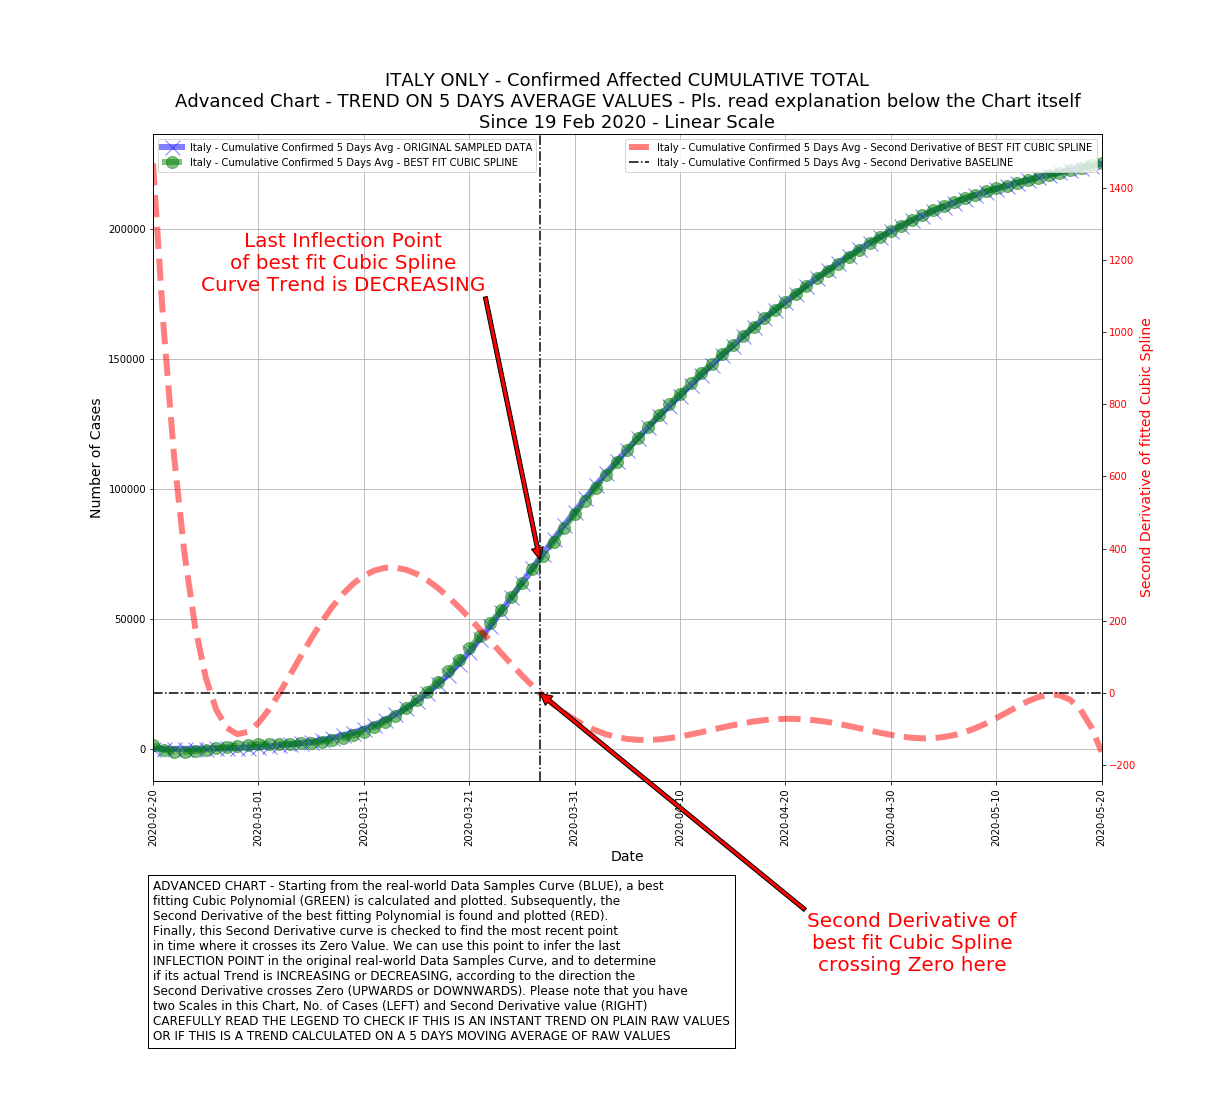 ITALY ONLY - Confirmed Affected CUMULATIVE TOTAL
Advanced Chart - TREND ON 5 DAYS AVERAGE VALUES - Pls. read explanation below the Chart itself
Since 19 Feb 2020 - Linear Scale
Italy - Cumulative Confirmed 5 Days Avg - ORIGINAL SAMPLED DATA
Italy - Cumulative Confirmed 5 Days Avg - BEST FIT CUBIC SPLINE
Italy - Cumulative Confirmed 5 Days Avg - Second Derivative of BEST FIT CUBIC SPLINE
Italy - Cumulative Confirmed 5 Days Avg - Second Derivative BASELINE
Last Inflection Point
of best fit Cubic Spline
Curve Trend is DECREASING
Number of Cases
200000
150000
100000
50000
0
1400
1200
1000
800
600
400
200
0
−200
Second Derivative of fitted Cubic Spline
2020-02-20
2020-03-01
2020-03-11
2020-03-21
2020-03-31
2020-04-10
2020-04-20
2020-04-30
2020-05-10
2020-05-20
Date
ADVANCED CHART - Starting from the real-world Data Samples Curve (BLUE), a best
fitting Cubic Polynomial (GREEN) is calculated and plotted. Subsequently, the
Second Derivative of the best fitting Polynomial is found and plotted (RED).
Finally, this Second Derivative curve is checked to find the most recent point
in time where it crosses its Zero Value. We can use this point to infer the last
INFLECTION POINT in the original real-world Data Samples Curve, and to determine
if its actual Trend is INCREASING or DECREASING, according to the direction the
Second Derivative crosses Zero (UPWARDS or DOWNWARDS). Please note that you have
two Scales in this Chart, No. of Cases (LEFT) and Second Derivative value (RIGHT)
CAREFULLY READ THE LEGEND TO CHECK IF THIS IS AN INSTANT TREND ON PLAIN RAW VALUES
OR IF THIS IS A TREND CALCULATED ON A 5 DAYS MOVING AVERAGE OF RAW VALUES
Second Derivative of
best fit Cubic Spline
crossing Zero here